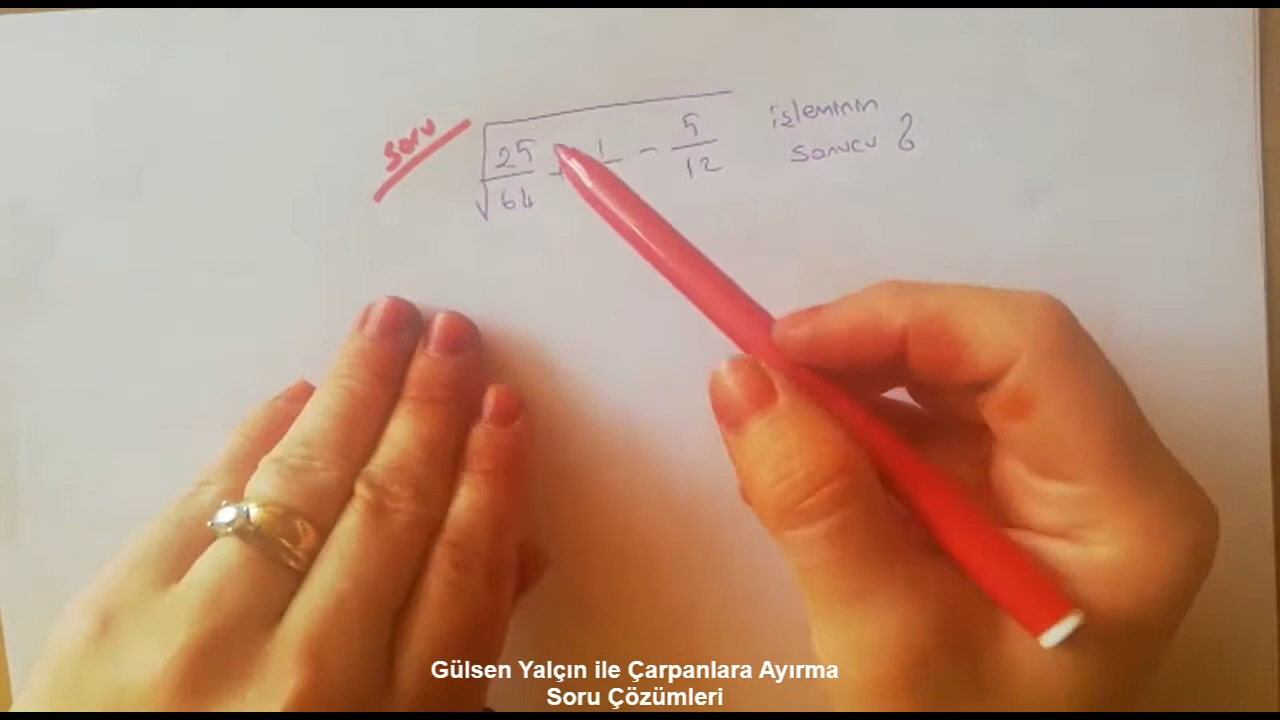 Soru
√ 25/64 + 1/ - 5/12 işleminin
sonucu ?
Gülsen Yalçın ile Çarpanlara Ayırma
Soru Çözümleri